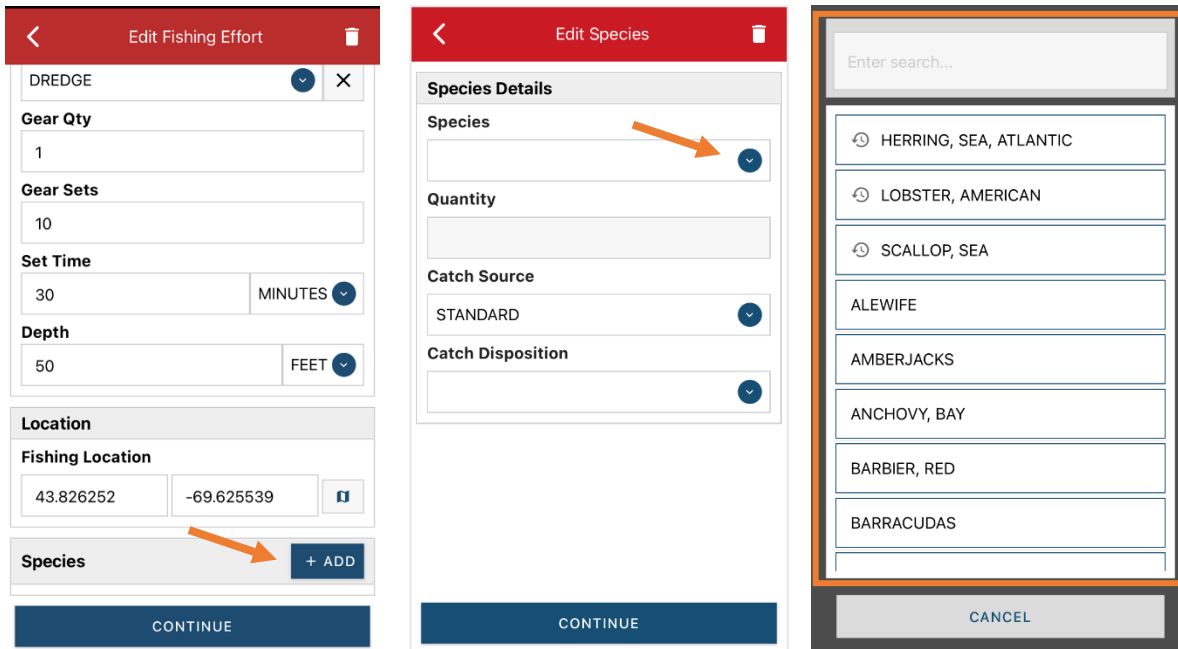 Edit Fishing Effort
DREDGE
Gear Qty
1
Gear Sets
10
Set Time
30 MINUTES
Depth
50 FEET
Location
Fishing Location
43.826252 -69.625539
Species + ADD
CONTINUE
Edit Species
Species Details
Species
Quantity
Catch Source
STANDARD
Catch Disposition
CONTINUE
Enter search...
HERRING, SEA, ATLANTIC
LOBSTER, AMERICAN
SCALLOP, SEA
ALEWIFE
AMBERJACKS
ANCHOVY, BAY
BARBIER, RED
BARRACUDAS
CANCEL